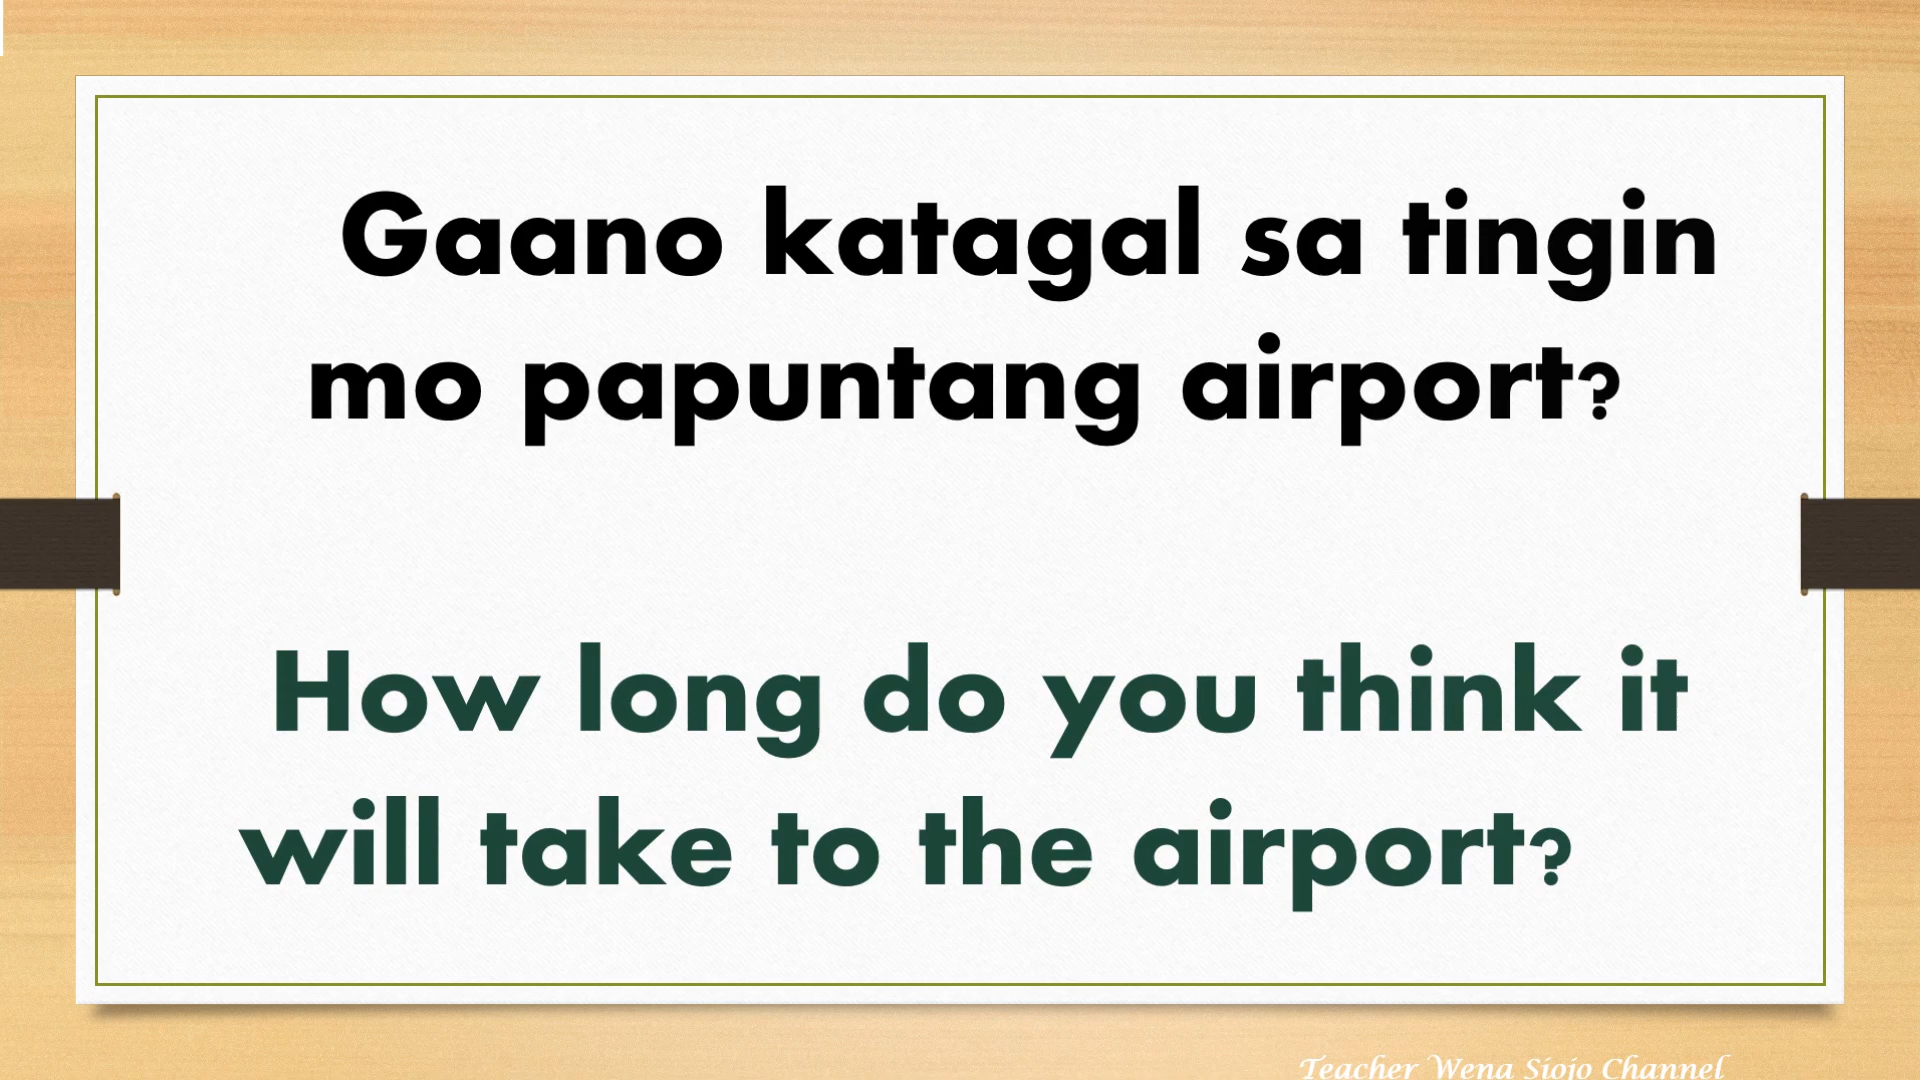 Gaano katagal sa tingin
mo papuntang airport?
How long do you think it
will take to the airport?
Teacher Wena Siojo Channel